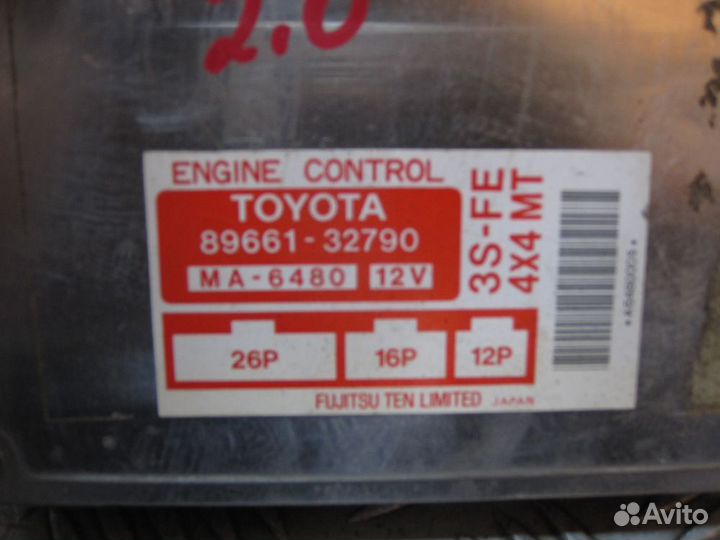 2.0
ENGINE CONTROL
TOYOTA
89661-32790
MA-6480 12V
3S-FE
4X4 MT
26P 16P 12P
FUJITSU TEN LIMITED JAPAN
Avito